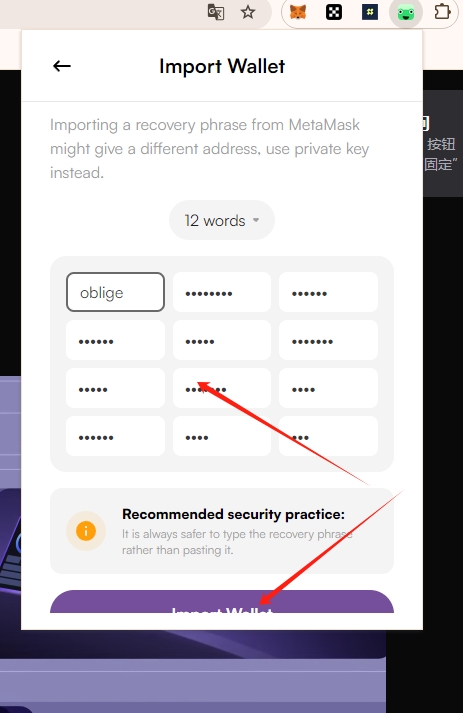 Import Wallet
Importing a recovery phrase from MetaMask
might give a different address, use private key
instead.
按钮
固定"
12 words
oblige
•••••••• ••••••
•••••• ••••• •••••••
••••• ••••••• ••••
•••••• •••• •••
Recommended security practice:
It is always safer to type the recovery phrase
rather than pasting it.
Import Wallet